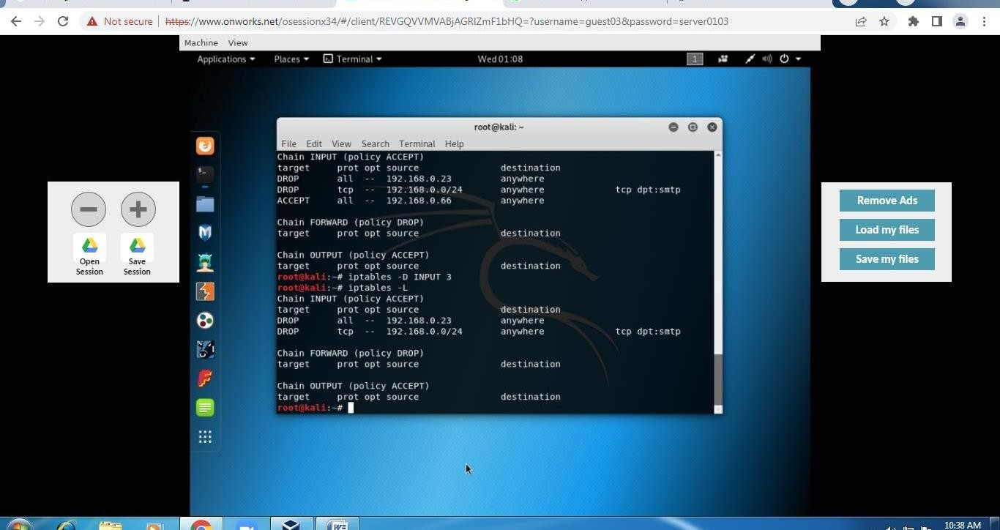 Not secure | https://www.onworks.net/osessionx34/#/client/REVGQVVMVABjAGRlZmF1bHQ=?username=guest03&password=server0103
Machine View
Applications Places Terminal Wed 01:08 1
root@kali: ~
File Edit View Search Terminal Help
Chain INPUT (policy ACCEPT)
target prot opt source destination
DROP all -- 192.168.0.23 anywhere
DROP tcp -- 192.168.0.0/24 anywhere tcp dpt:smtp
ACCEPT all -- 192.168.0.66 anywhere
Chain FORWARD (policy DROP)
target prot opt source destination
Chain OUTPUT (policy ACCEPT)
target prot opt source destination
root@kali:~# iptables -D INPUT 3
root@kali:~# iptables -L
Chain INPUT (policy ACCEPT)
target prot opt source destination
DROP all -- 192.168.0.23 anywhere
DROP tcp -- 192.168.0.0/24 anywhere tcp dpt:smtp
Chain FORWARD (policy DROP)
target prot opt source destination
Chain OUTPUT (policy ACCEPT)
target prot opt source destination
root@kali:~#
Open Session
Save Session
Remove Ads
Load my files
Save my files
10:38 AM